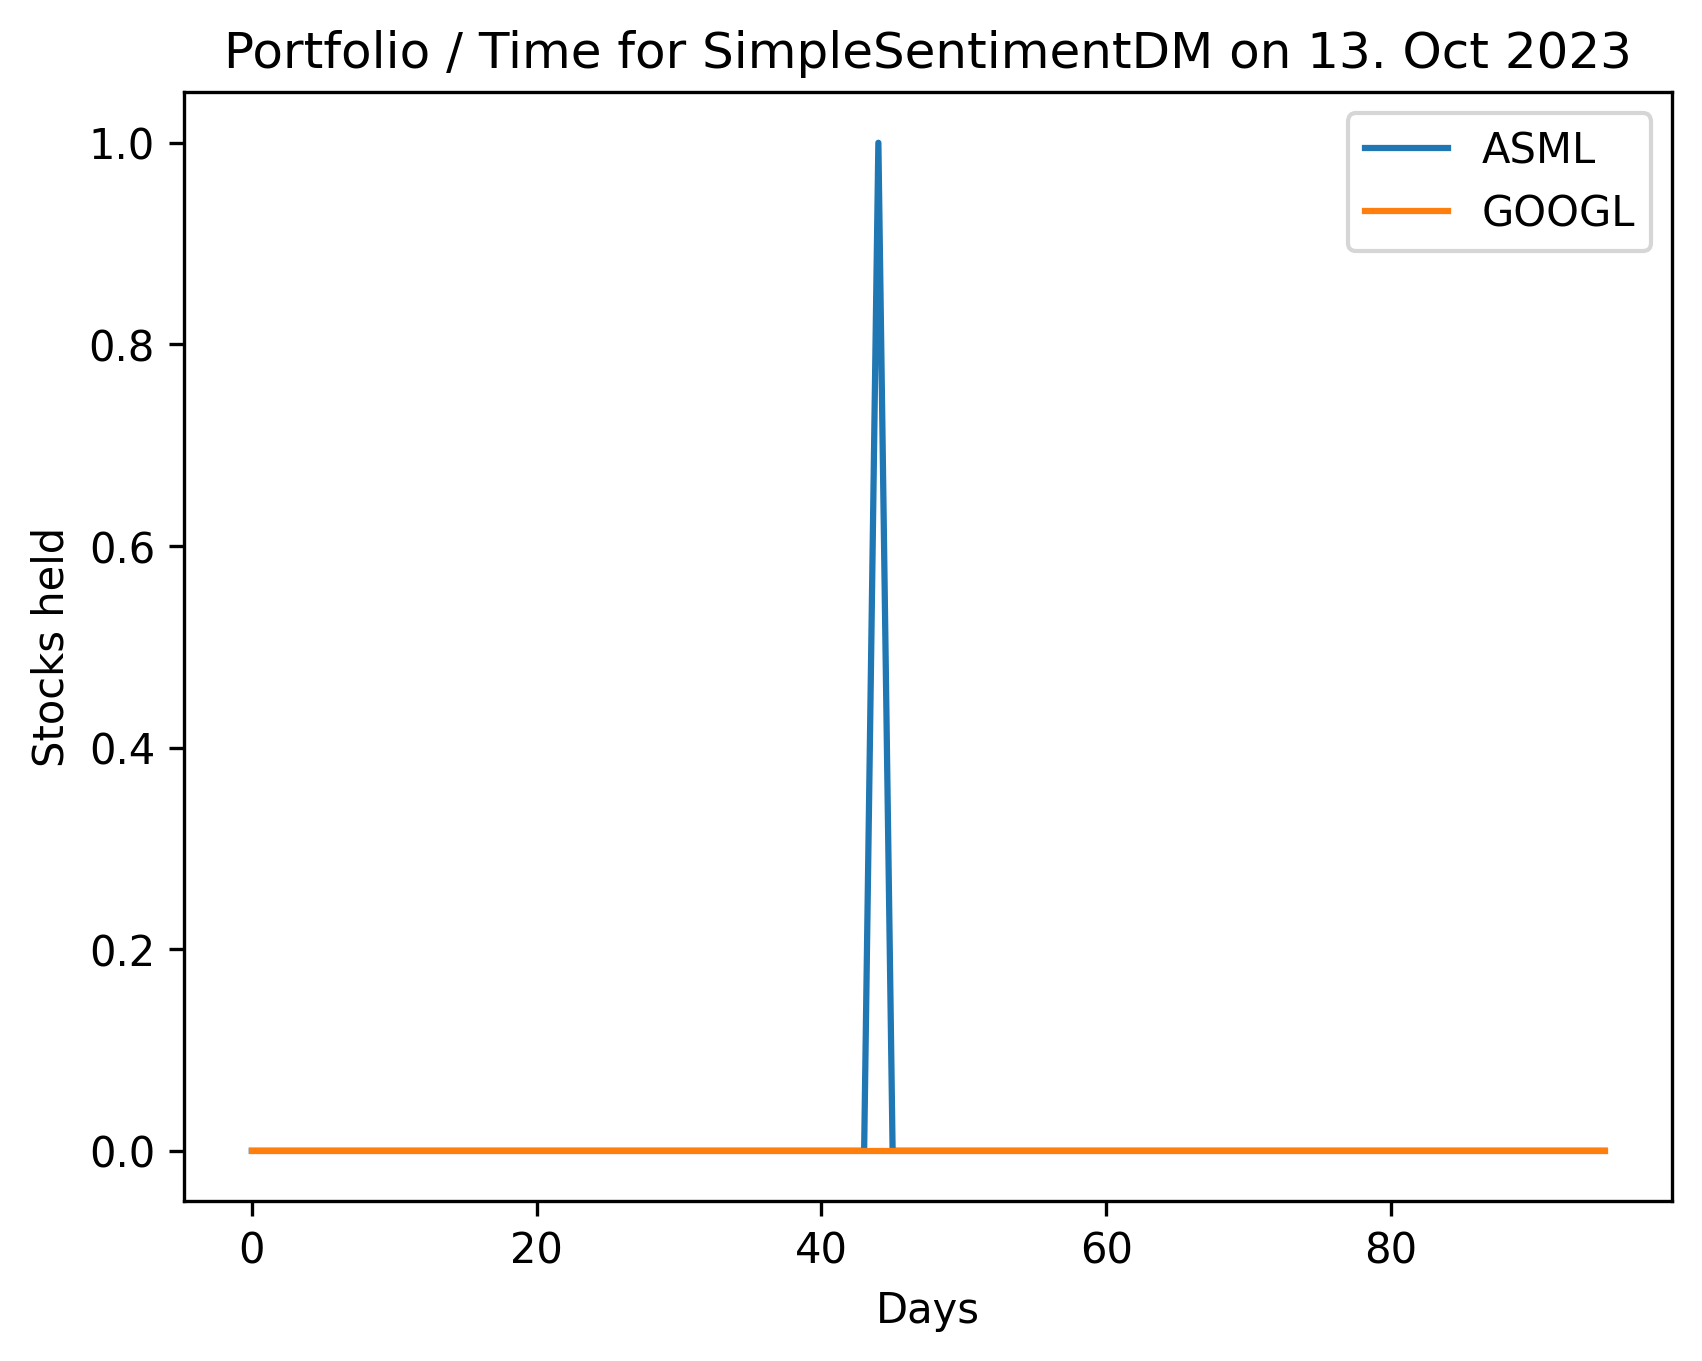 Portfolio / Time for SimpleSentimentDM on 13. Oct 2023
ASML
GOOGL
1.0
0.8
0.6
0.4
0.2
0.0
Stocks held
0 20 40 60 80
Days